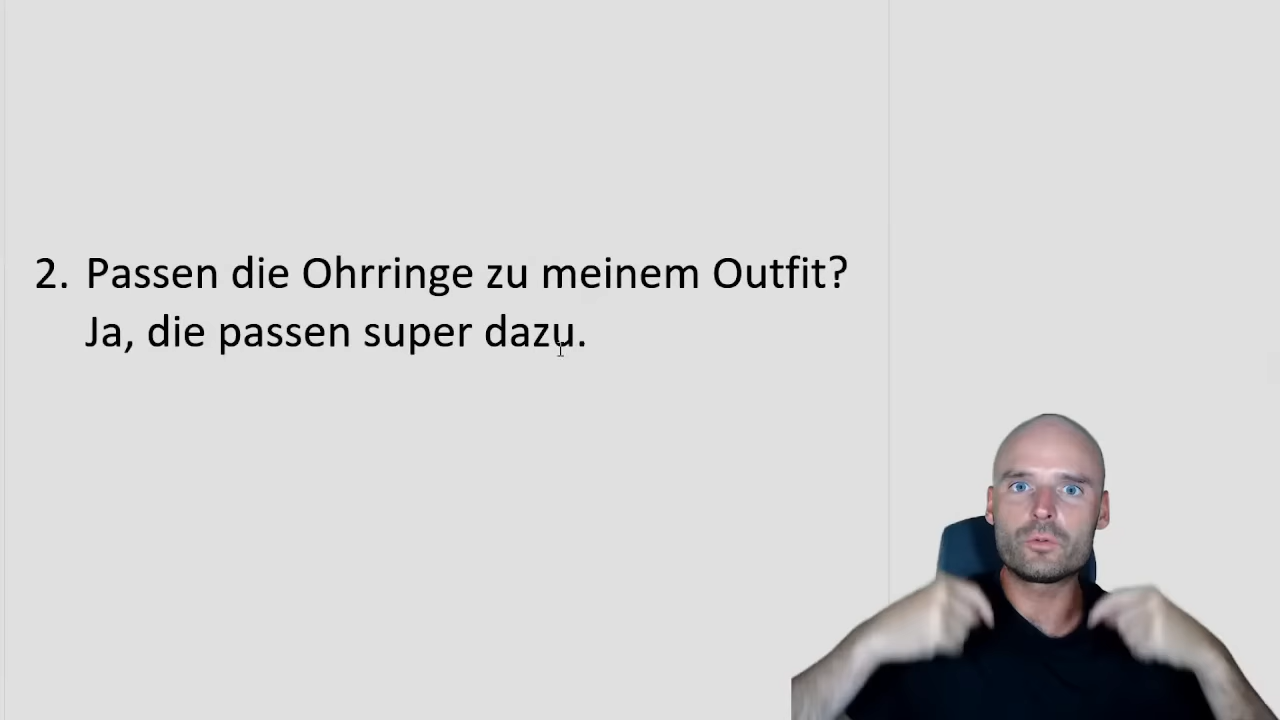 2. Passen die Ohrringe zu meinem Outfit?
Ja, die passen super dazu.